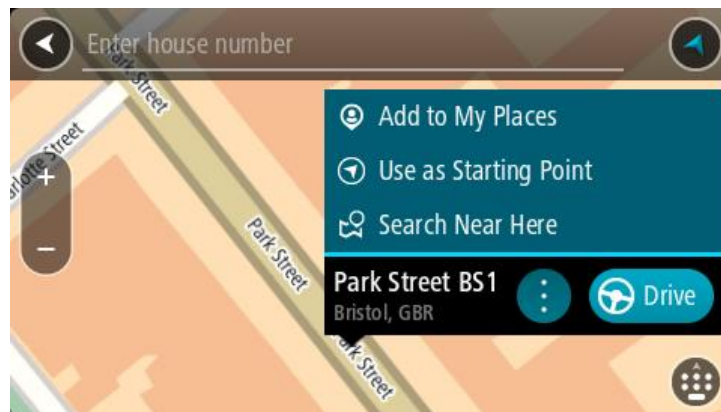 Enter house number
Park Street
Charlotte Street
Add to My Places
Use as Starting Point
Search Near Here
Park Street
Park Street BS1
Bristol, GBR
Drive
Park Street